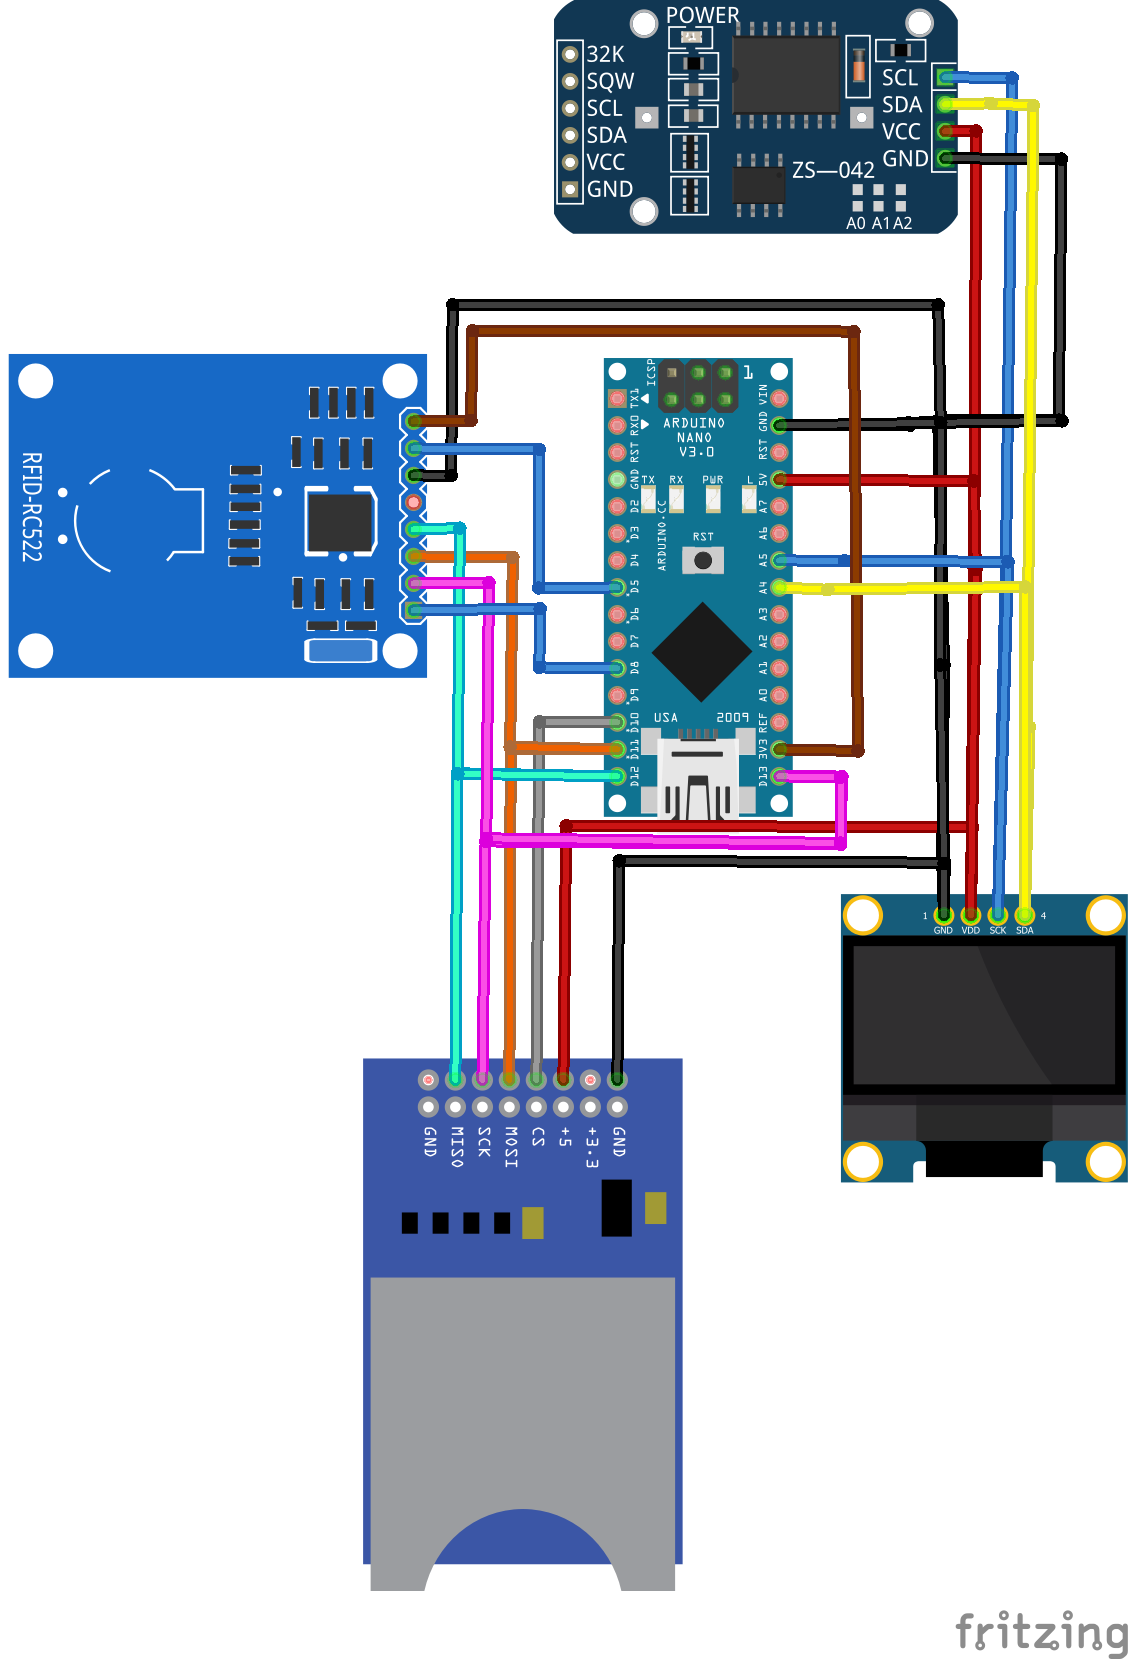 POWER
32K
SQW
SCL
SDA
VCC
GND
SCL
SDA
VCC
GND
ZS—042
A0 A1 A2
RFID-RC522
ICSP
1
ARDUINO
NANO
V3.0
TX1
RX0
RST
GND
D2
D3
D4
D5
D6
D7
D8
D9
D10
D11
D12
VIN
GND
RST
5V
A7
A6
A5
A4
A3
A2
A1
A0
REF
3V3
D13
TX RX PWR L
ARDUINO.CC
RST
USA 2009
1 4
GND VDD SCK SDA
GND
MISO
SCK
MOSI
CS
+5
+3.3
GND
fritzing